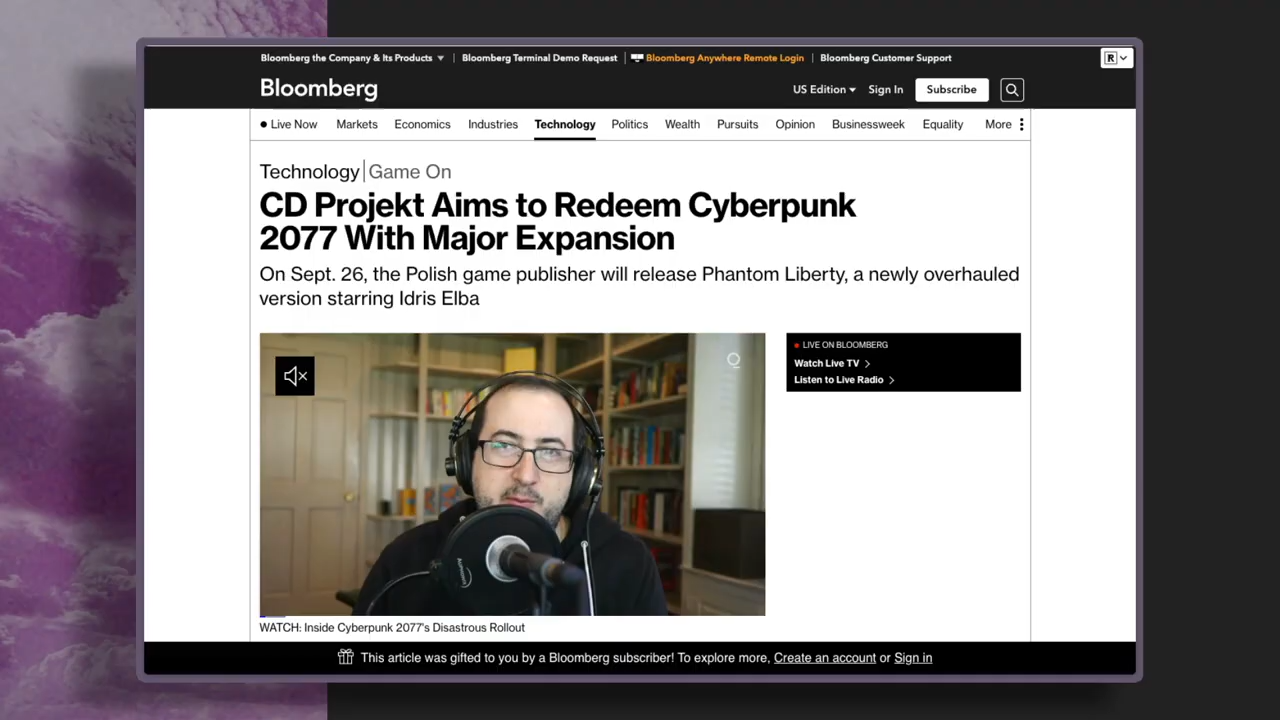 Bloomberg the Company & Its Products
Bloomberg Terminal Demo Request
Bloomberg Anywhere Remote Login
Bloomberg Customer Support
R
Bloomberg
US Edition
Sign In
Subscribe
Live Now
Markets
Economics
Industries
Technology
Politics
Wealth
Pursuits
Opinion
Businessweek
Equality
More
Technology | Game On
CD Projekt Aims to Redeem Cyberpunk
2077 With Major Expansion
On Sept. 26, the Polish game publisher will release Phantom Liberty, a newly overhauled
version starring Idris Elba
LIVE ON BLOOMBERG
Watch Live TV
Listen to Live Radio
WATCH: Inside Cyberpunk 2077's Disastrous Rollout
This article was gifted to you by a Bloomberg subscriber! To explore more, Create an account or Sign in